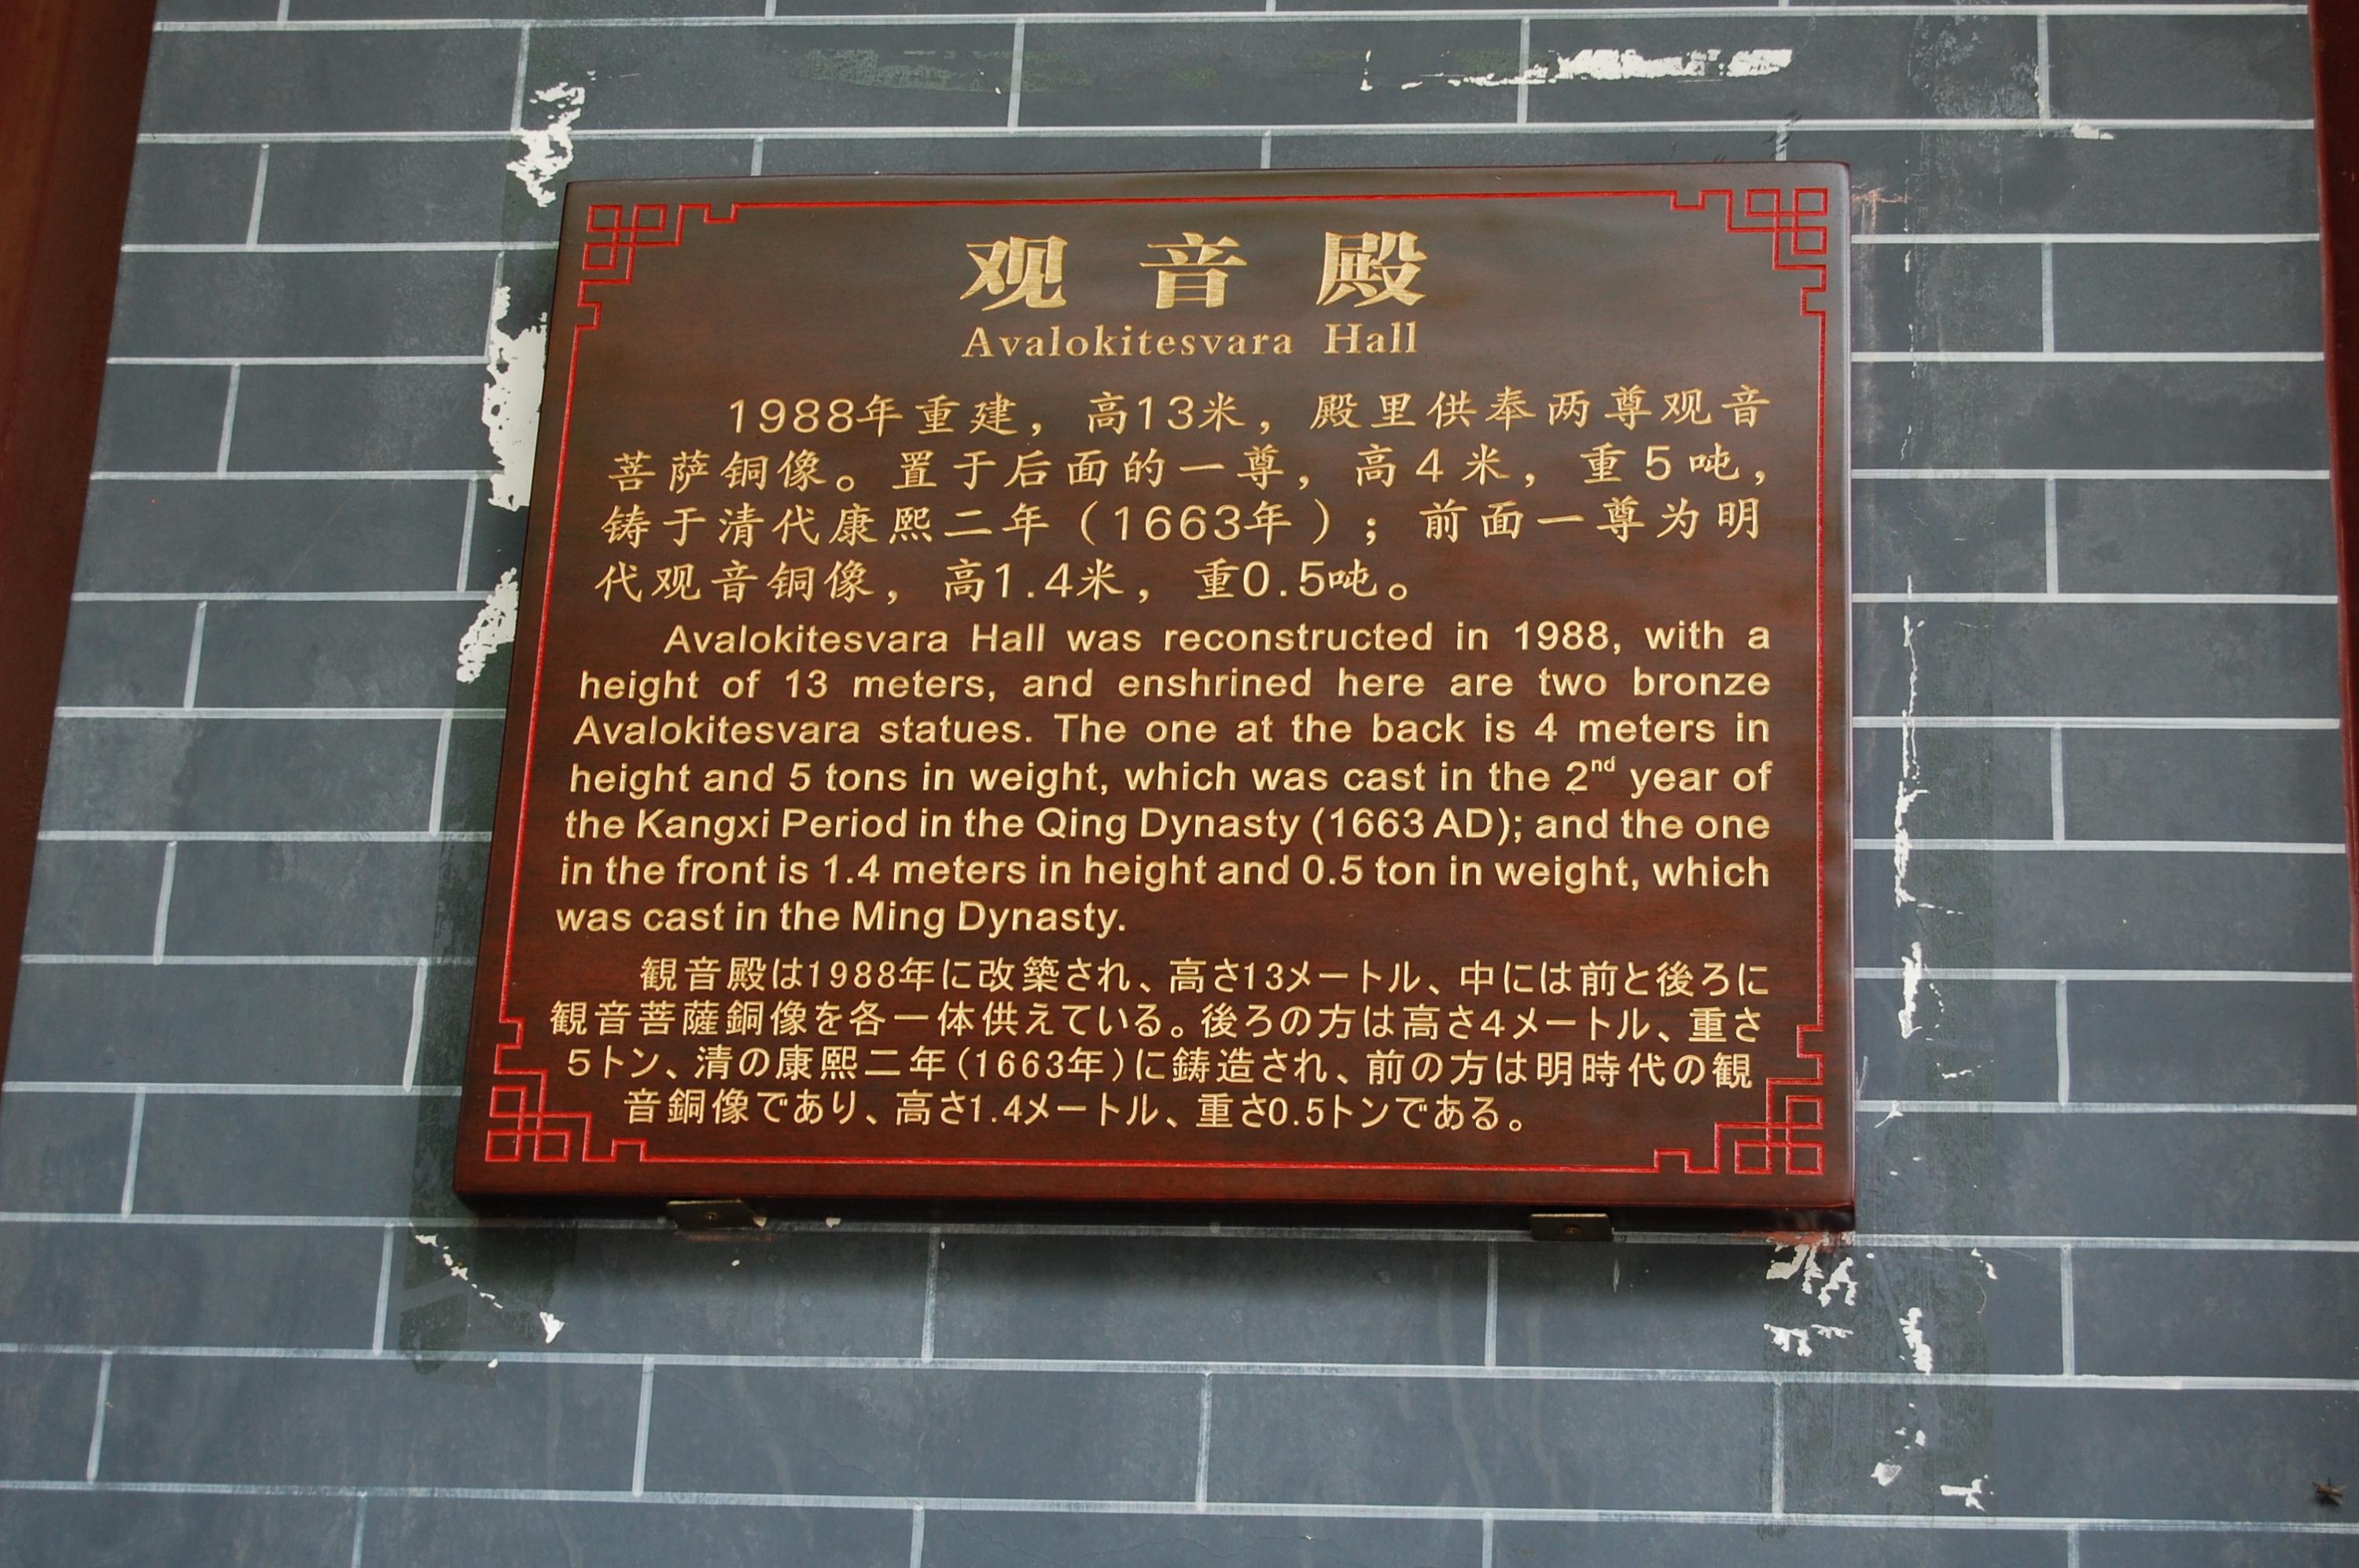 观音殿
Avalokitesvara Hall
1988年重建，高13米，殿里供奉两尊观音
菩萨铜像。置于后面的一尊，高4米，重5吨，
铸于清代康熙二年（1663年）；前面一尊为明
代观音铜像，高1.4米，重0.5吨。
Avalokitesvara Hall was reconstructed in 1988, with a
height of 13 meters, and enshrined here are two bronze
Avalokitesvara statues. The one at the back is 4 meters in
height and 5 tons in weight, which was cast in the 2nd year of
the Kangxi Period in the Qing Dynasty (1663 AD); and the one
in the front is 1.4 meters in height and 0.5 ton in weight, which
was cast in the Ming Dynasty.
観音殿は1988年に改築され、高さ13メートル、中には前と後ろに
観音菩薩銅像を各一体供えている。後ろの方は高さ4メートル、重さ
5トン、清の康熙二年(1663年)に鋳造され、前の方は明時代の観
音銅像であり、高さ1.4メートル、重さ0.5トンである。